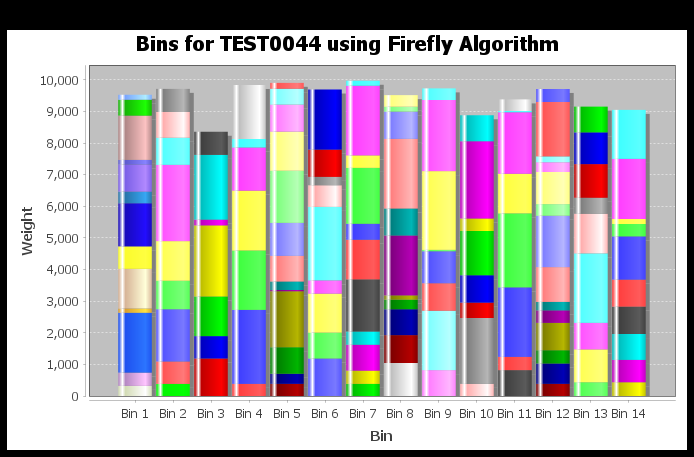 Bins for TEST0044 using Firefly Algorithm
10,000
9,000
8,000
7,000
6,000
5,000
4,000
3,000
2,000
1,000
0
Weight
Bin 1 Bin 2 Bin 3 Bin 4 Bin 5 Bin 6 Bin 7 Bin 8 Bin 9 Bin 10 Bin 11 Bin 12 Bin 13 Bin 14
Bin